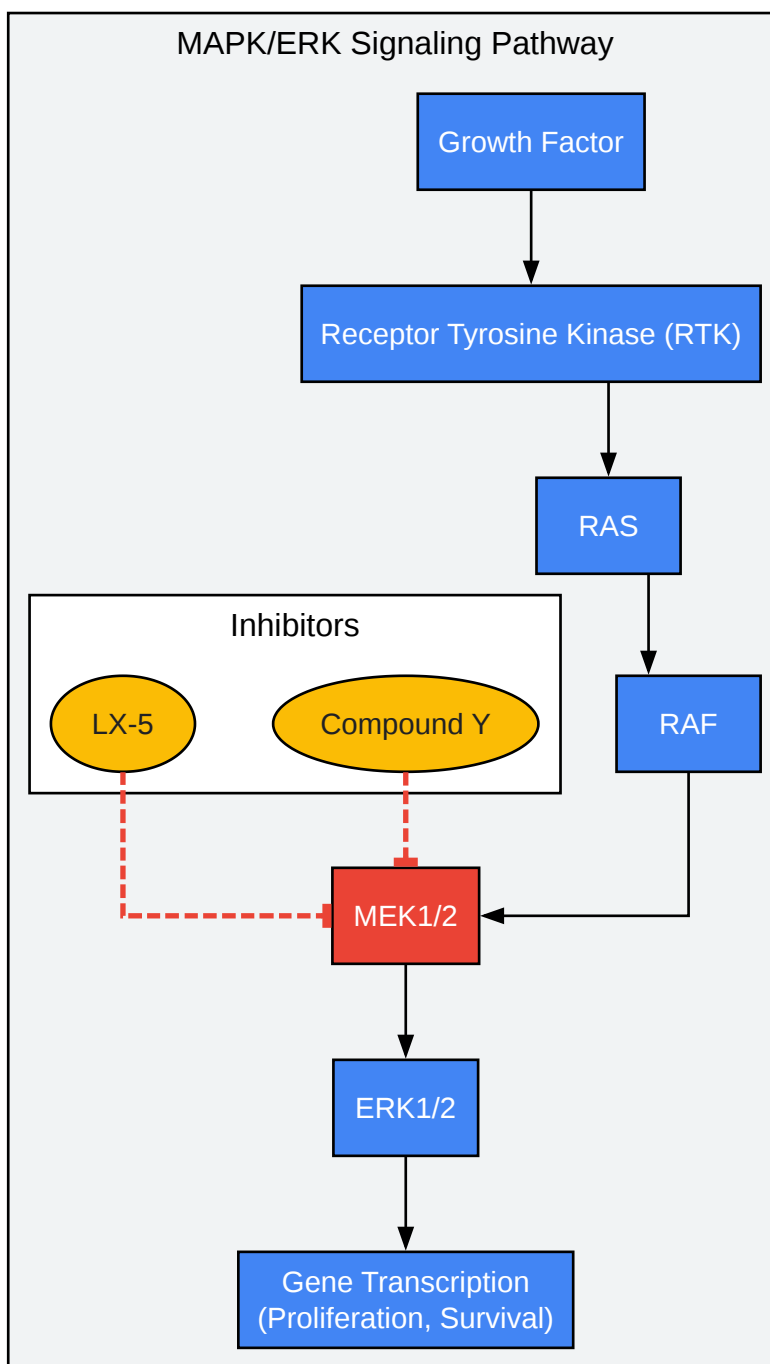 MAPK/ERK Signaling Pathway
Growth Factor
Receptor Tyrosine Kinase (RTK)
RAS
Inhibitors
LX-5
Compound Y
RAF
MEK1/2
ERK1/2
Gene Transcription
(Proliferation, Survival)